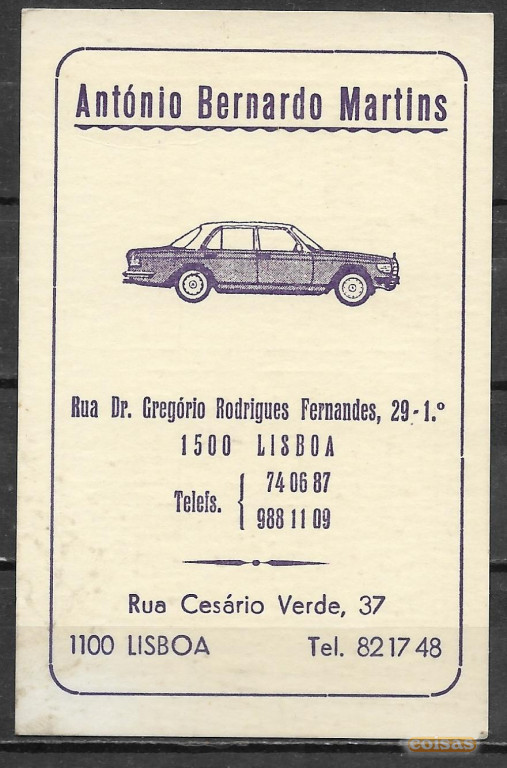 António Bernardo Martins
Rua Dr. Gregório Rodrigues Fernandes, 29-1.º
1500 LISBOA
Telefs.
74 06 87
988 11 09
Rua Cesário Verde, 37
1100 LISBOA Tel. 82 17 48
coisas